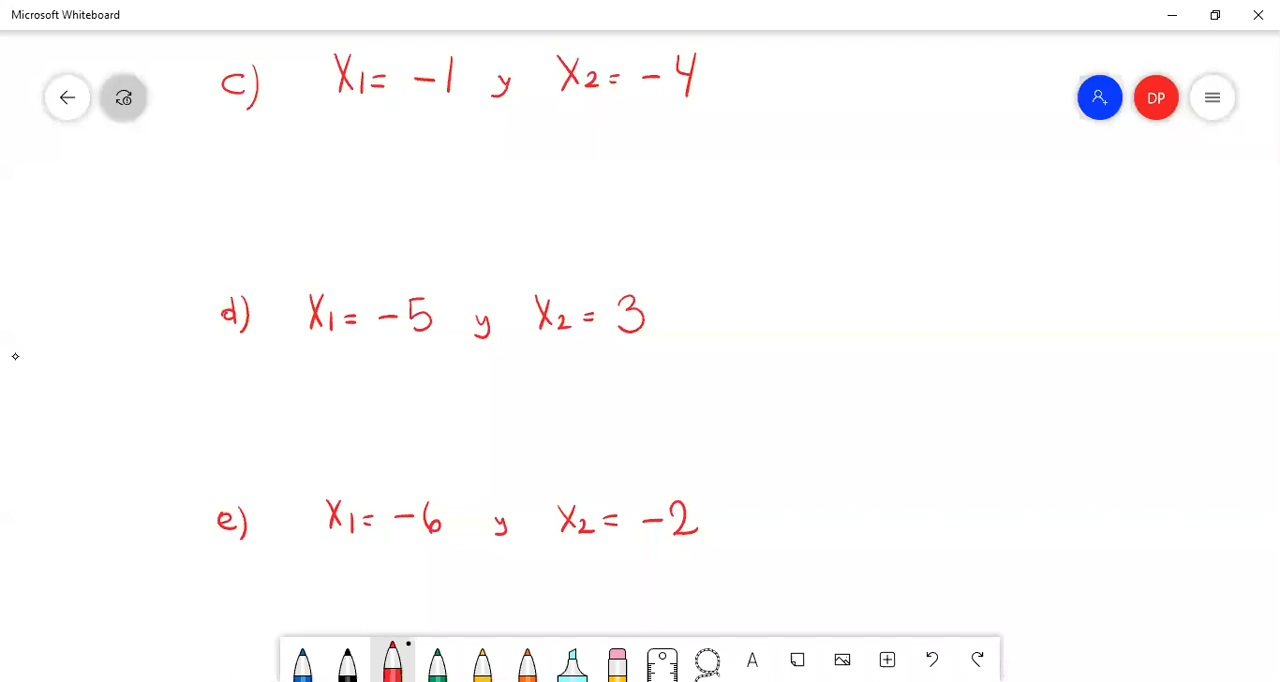 Microsoft Whiteboard
c) X1 = -1 y X2 = -4
DP
d) X1 = -5 y X2 = 3
e) X1 = -6 y X2 = -2
A